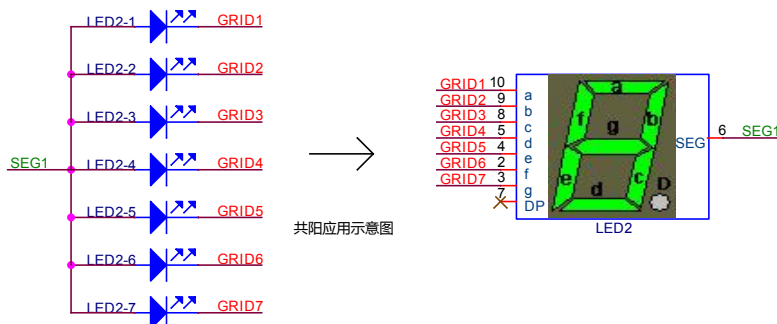 LED2-1 GRID1
LED2-2 GRID2
LED2-3 GRID3
SEG1 LED2-4 GRID4
LED2-5 GRID5
LED2-6 GRID6
LED2-7 GRID7
共阳应用示意图
GRID1 10 a
GRID2 9 b
GRID3 8 c
GRID4 5 d
GRID5 4 e
GRID6 2 f
GRID7 3 g
7 DP
a
f b
g
e c
d D
SEG 6 SEG1
LED2